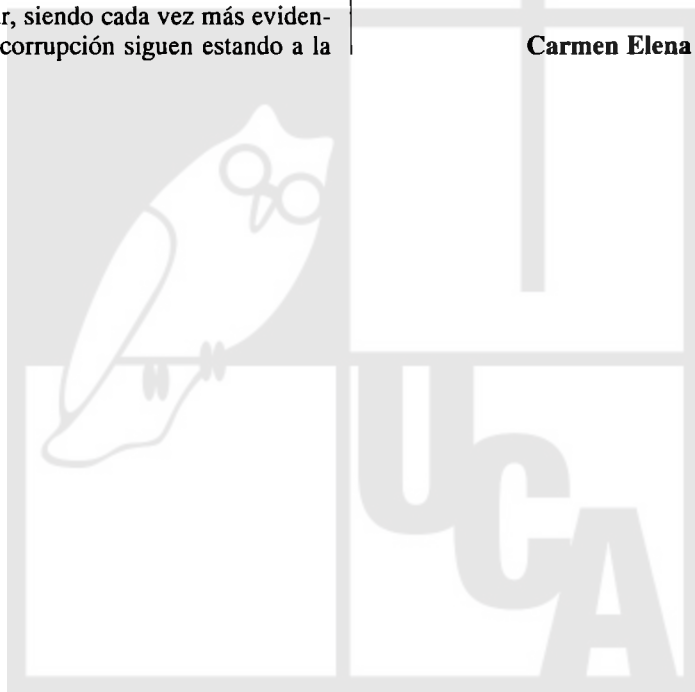 r, siendo cada vez más eviden-
corrupción siguen estando a la
Carmen Elena
UCA